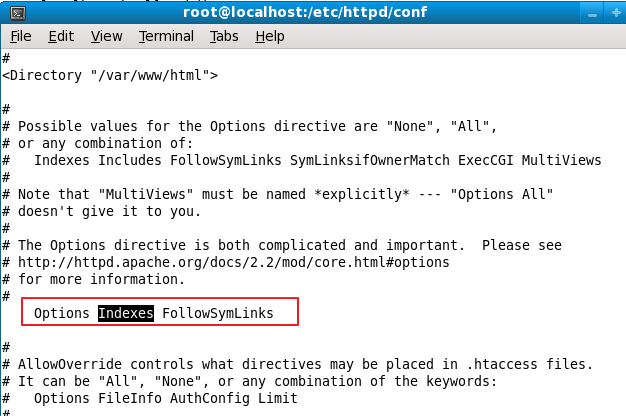 root@localhost:/etc/httpd/conf
File Edit View Terminal Tabs Help
#
<Directory "/var/www/html">
#
# Possible values for the Options directive are "None", "All",
# or any combination of:
#   Indexes Includes FollowSymLinks SymLinksifOwnerMatch ExecCGI MultiViews
#
# Note that "MultiViews" must be named *explicitly* --- "Options All"
# doesn't give it to you.
#
# The Options directive is both complicated and important.  Please see
# http://httpd.apache.org/docs/2.2/mod/core.html#options
# for more information.
#
    Options Indexes FollowSymLinks
#
# AllowOverride controls what directives may be placed in .htaccess files.
# It can be "All", "None", or any combination of the keywords:
#   Options FileInfo AuthConfig Limit
#